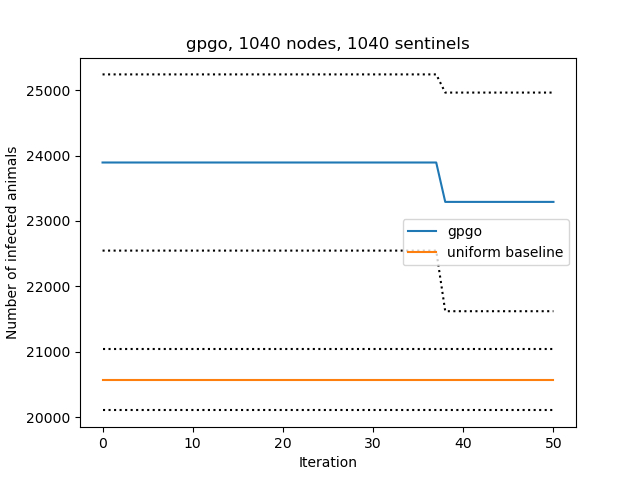 gpgo, 1040 nodes, 1040 sentinels
25000
24000
23000
22000
21000
20000
Number of infected animals
gpgo
uniform baseline
0 10 20 30 40 50
Iteration